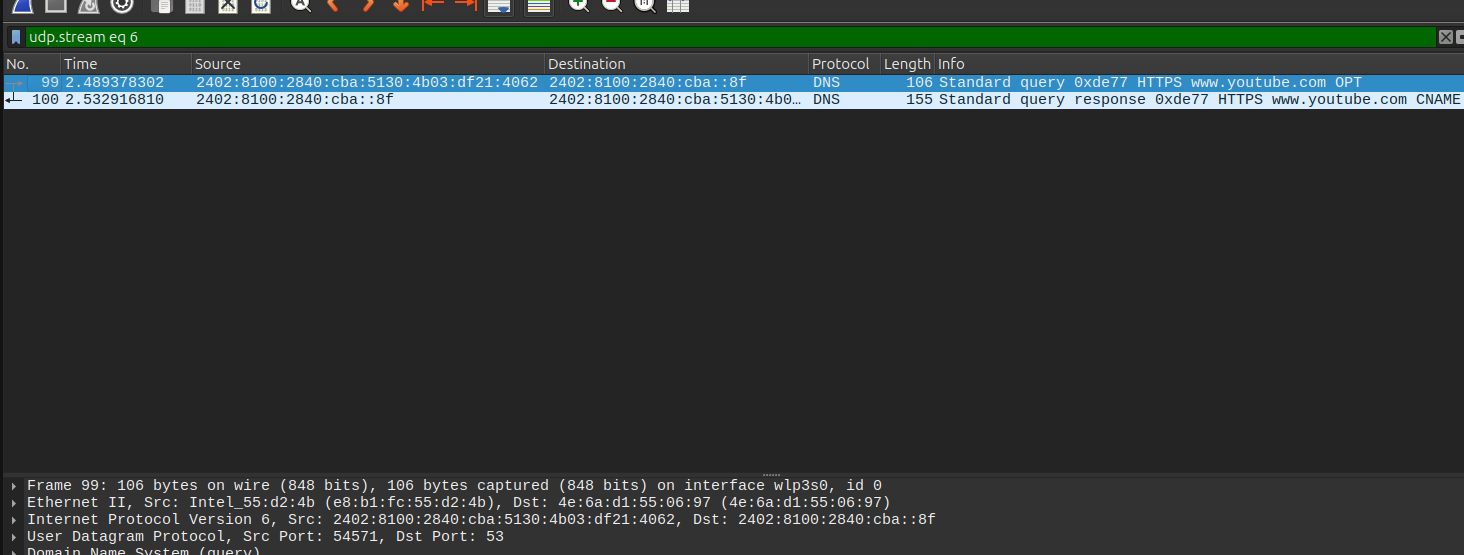 udp.stream eq 6
No. Time Source Destination Protocol Length Info
99 2.489378302 2402:8100:2840:cba:5130:4b03:df21:4062 2402:8100:2840:cba::8f DNS 106 Standard query 0xde77 HTTPS www.youtube.com OPT
100 2.532916810 2402:8100:2840:cba::8f 2402:8100:2840:cba:5130:4b0… DNS 155 Standard query response 0xde77 HTTPS www.youtube.com CNAME
Frame 99: 106 bytes on wire (848 bits), 106 bytes captured (848 bits) on interface wlp3s0, id 0
Ethernet II, Src: Intel_55:d2:4b (e8:b1:fc:55:d2:4b), Dst: 4e:6a:d1:55:06:97 (4e:6a:d1:55:06:97)
Internet Protocol Version 6, Src: 2402:8100:2840:cba:5130:4b03:df21:4062, Dst: 2402:8100:2840:cba::8f
User Datagram Protocol, Src Port: 54571, Dst Port: 53
Domain Name System (query)